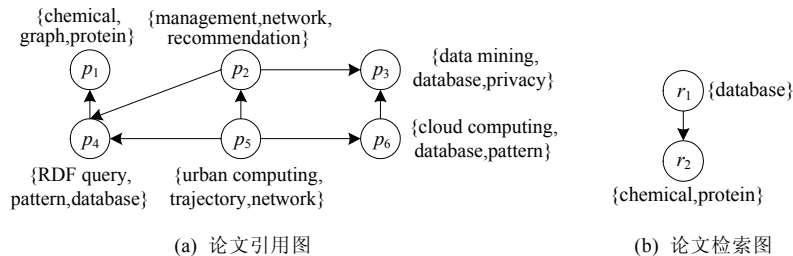 {chemical,
graph,protein}
{management,network,
recommendation}
p1
p2
p3
{data mining,
database,privacy}
p4
p5
p6
{cloud computing,
database,pattern}
{RDF query,
pattern,database}
{urban computing,
trajectory,network}
(a) 论文引用图
r1
{database}
r2
{chemical,protein}
(b) 论文检索图